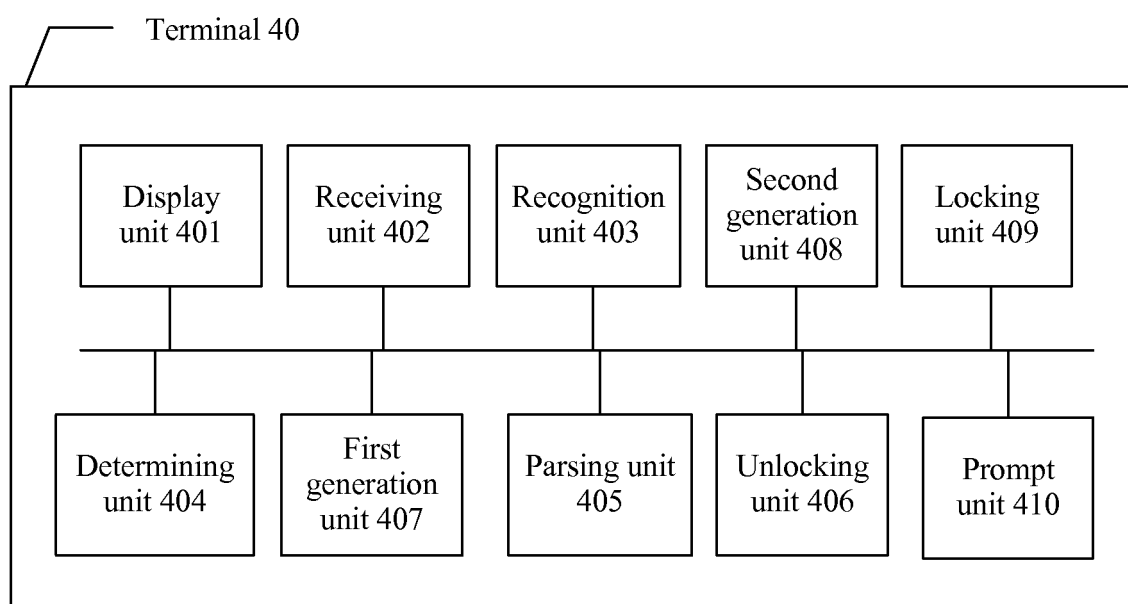 Terminal 40
Display
unit 401
Receiving
unit 402
Recognition
unit 403
Second
generation
unit 408
Locking
unit 409
Determining
unit 404
First
generation
unit 407
Parsing unit
405
Unlocking
unit 406
Prompt
unit 410